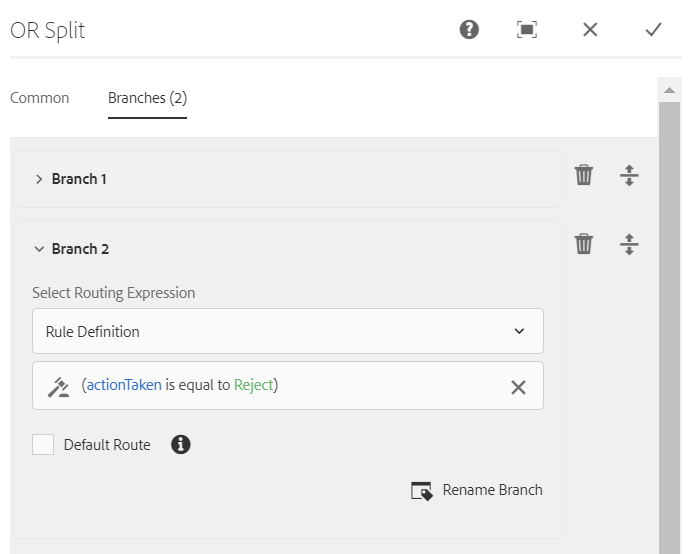 OR Split
Common
Branches (2)
Branch 1
Branch 2
Select Routing Expression
Rule Definition
(actionTaken is equal to Reject)
Default Route
Rename Branch